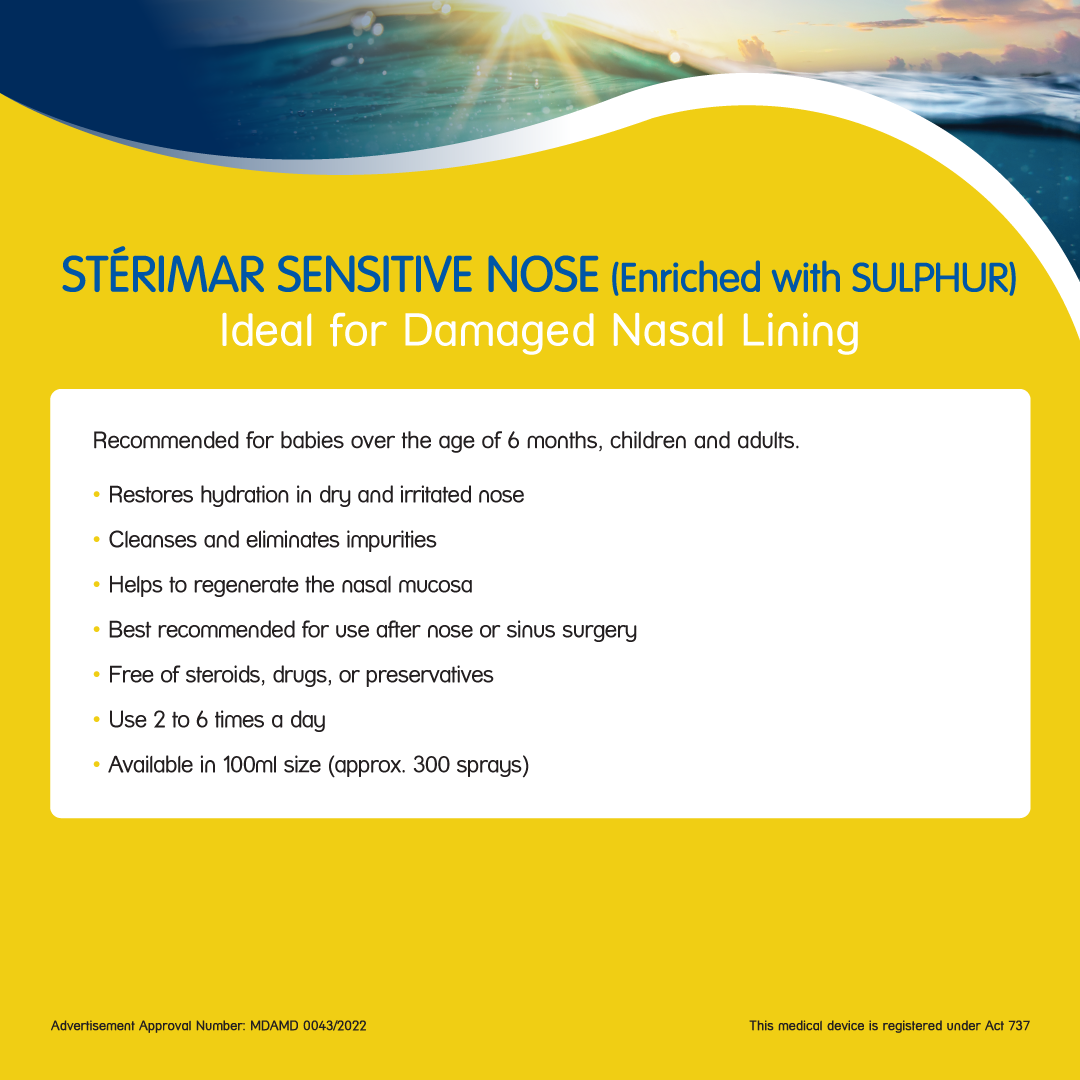 STÉRIMAR SENSITIVE NOSE (Enriched with SULPHUR)
Ideal for Damaged Nasal Lining
Recommended for babies over the age of 6 months, children and adults.
• Restores hydration in dry and irritated nose
• Cleanses and eliminates impurities
• Helps to regenerate the nasal mucosa
• Best recommended for use after nose or sinus surgery
• Free of steroids, drugs, or preservatives
• Use 2 to 6 times a day
• Available in 100ml size (approx. 300 sprays)
Advertisement Approval Number: MDAMD 0043/2022
This medical device is registered under Act 737